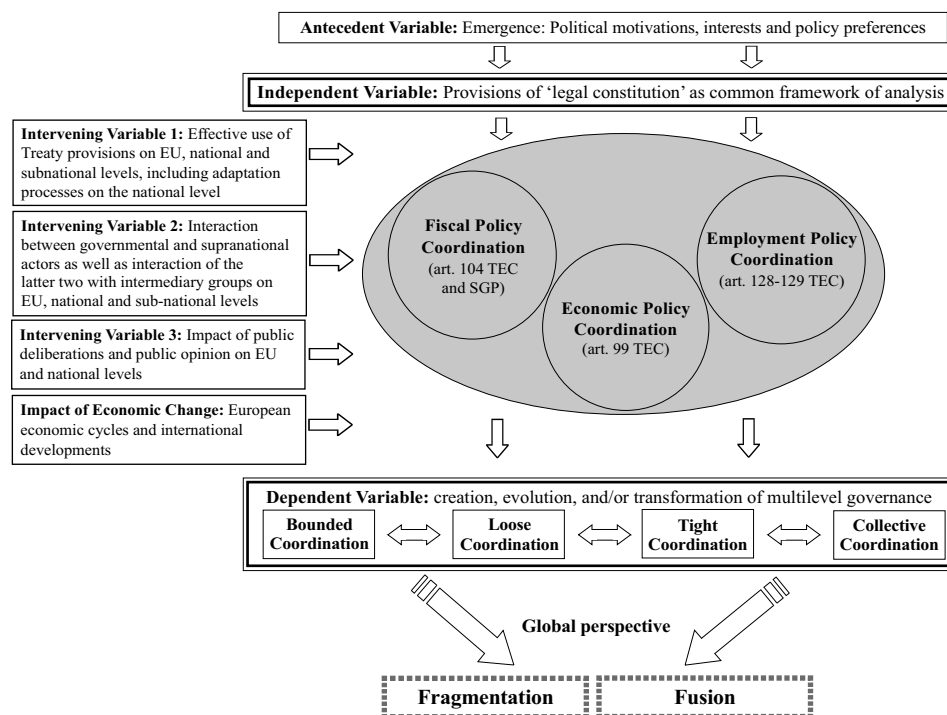 Antecedent Variable: Emergence: Political motivations, interests and policy preferences
Independent Variable: Provisions of ‘legal constitution’ as common framework of analysis
Intervening Variable 1: Effective use of
Treaty provisions on EU, national and
subnational levels, including adaptation
processes on the national level
Intervening Variable 2: Interaction
between governmental and supranational
actors as well as interaction of the
latter two with intermediary groups on
EU, national and sub-national levels
Intervening Variable 3: Impact of public
deliberations and public opinion on EU
and national levels
Impact of Economic Change: European
economic cycles and international
developments
Fiscal Policy
Coordination
(art. 104 TEC
and SGP)
Economic Policy
Coordination
(art. 99 TEC)
Employment Policy
Coordination
(art. 128-129 TEC)
Dependent Variable: creation, evolution, and/or transformation of multilevel governance
Bounded
Coordination
Loose
Coordination
Tight
Coordination
Collective
Coordination
Global perspective
Fragmentation
Fusion